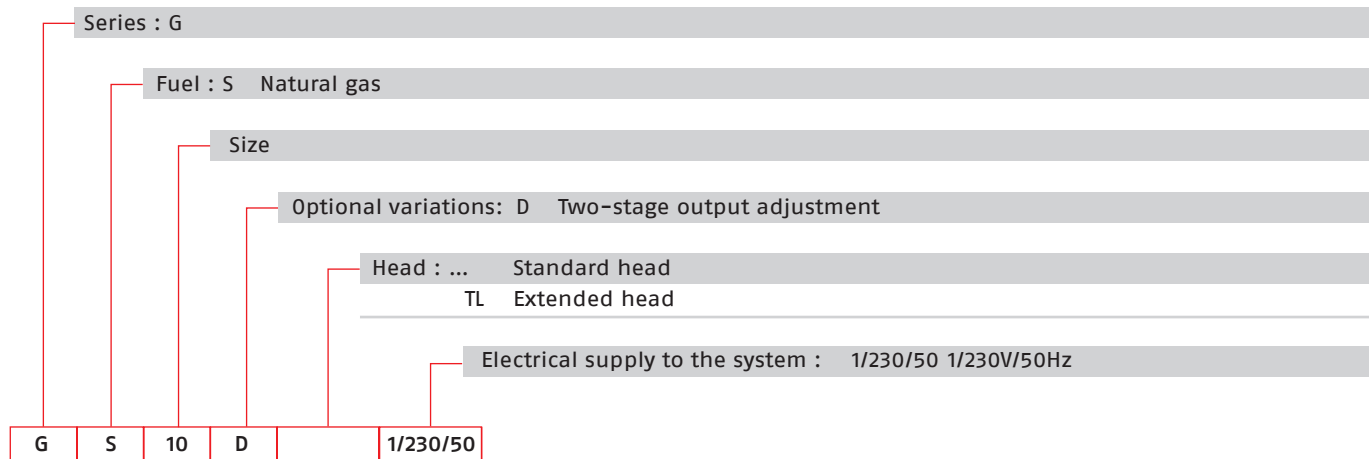 Series : G
Fuel : S Natural gas
Size
Optional variations: D Two-stage output adjustment
Head : ... Standard head
TL Extended head
Electrical supply to the system : 1/230/50 1/230V/50Hz
G S 10 D 1/230/50